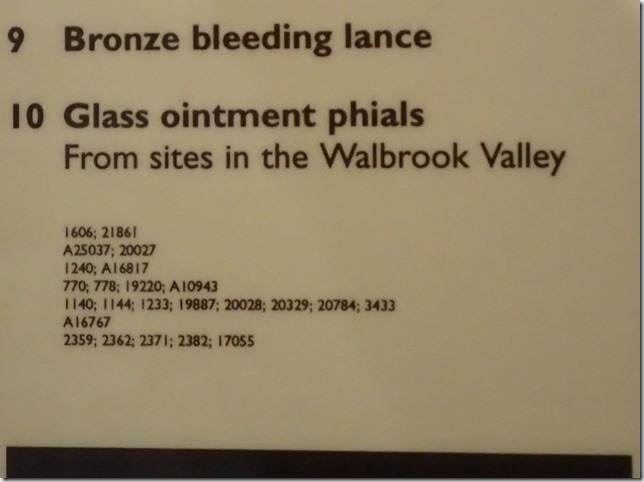 9 Bronze bleeding lance
10 Glass ointment phials
From sites in the Walbrook Valley
1606; 21861
A25037; 20027
1240; A16817
770; 778; 19220; A10943
1140; 1144; 1233; 19887; 20028; 20329; 20784; 3433
A16767
2359; 2362; 2371; 2382; 17055